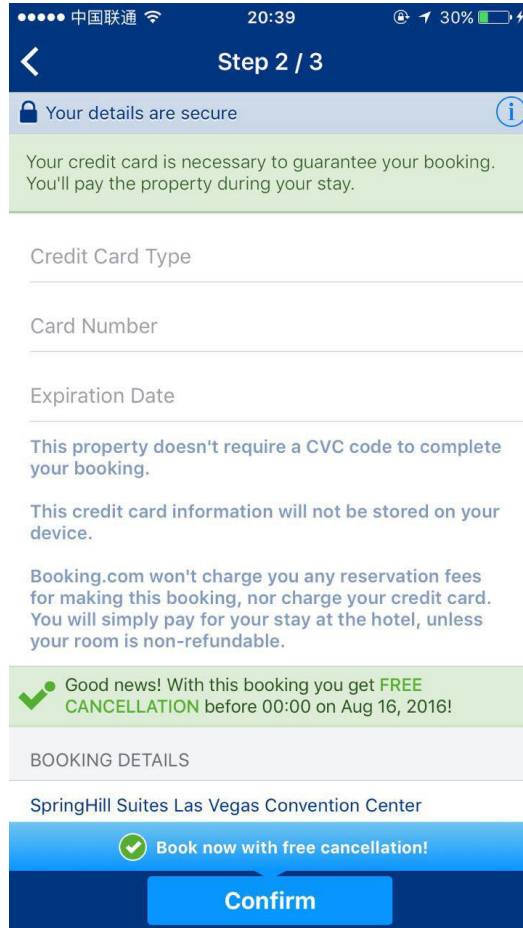 中国联通 20:39 30%
Step 2 / 3
Your details are secure
Your credit card is necessary to guarantee your booking.
You'll pay the property during your stay.
Credit Card Type
Card Number
Expiration Date
This property doesn't require a CVC code to complete
your booking.
This credit card information will not be stored on your
device.
Booking.com won't charge you any reservation fees
for making this booking, nor charge your credit card.
You will simply pay for your stay at the hotel, unless
your room is non-refundable.
Good news! With this booking you get FREE
CANCELLATION before 00:00 on Aug 16, 2016!
BOOKING DETAILS
SpringHill Suites Las Vegas Convention Center
Book now with free cancellation!
Confirm